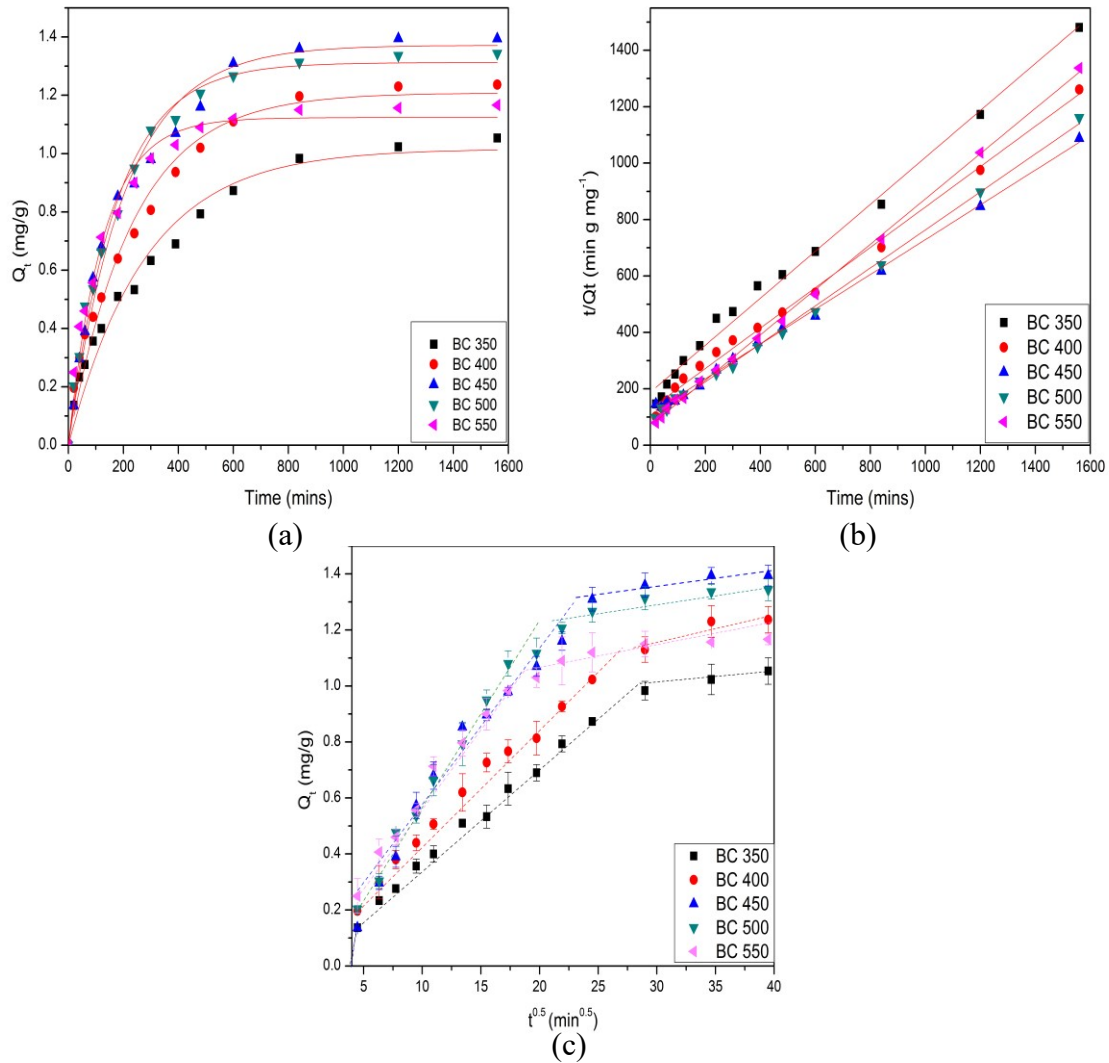 1.4
1.2
1.0
0.8
0.6
0.4
0.2
0.0
Q_t (mg/g)
0 200 400 600 800 1000 1200 1400 1600
Time (mins)
BC 350
BC 400
BC 450
BC 500
BC 550
(a)
1400
1200
1000
800
600
400
200
0
t/Qt (min g mg⁻¹)
0 200 400 600 800 1000 1200 1400 1600
Time (mins)
BC 350
BC 400
BC 450
BC 500
BC 550
(b)
1.4
1.2
1.0
0.8
0.6
0.4
0.2
0.0
Q_t (mg/g)
5 10 15 20 25 30 35 40
t^0.5 (min^0.5)
BC 350
BC 400
BC 450
BC 500
BC 550
(c)